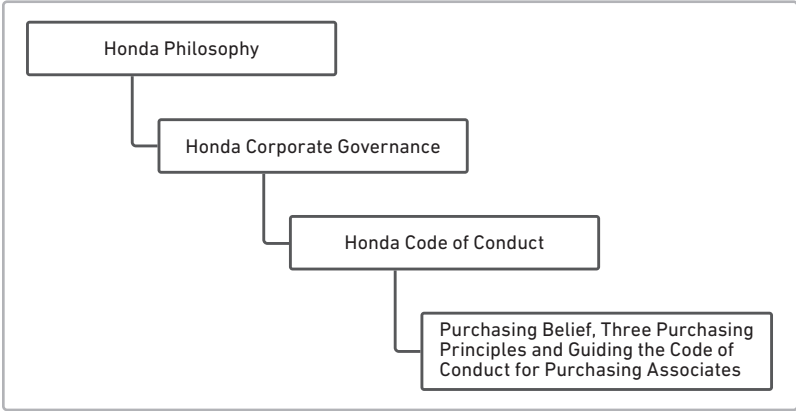 Honda Philosophy
Honda Corporate Governance
Honda Code of Conduct
Purchasing Belief, Three Purchasing
Principles and Guiding the Code of
Conduct for Purchasing Associates